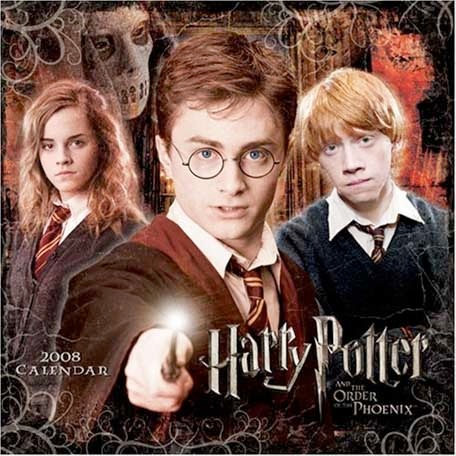 2008
CALENDAR
Harry Potter
AND THE
ORDER
OF THE PHOENIX